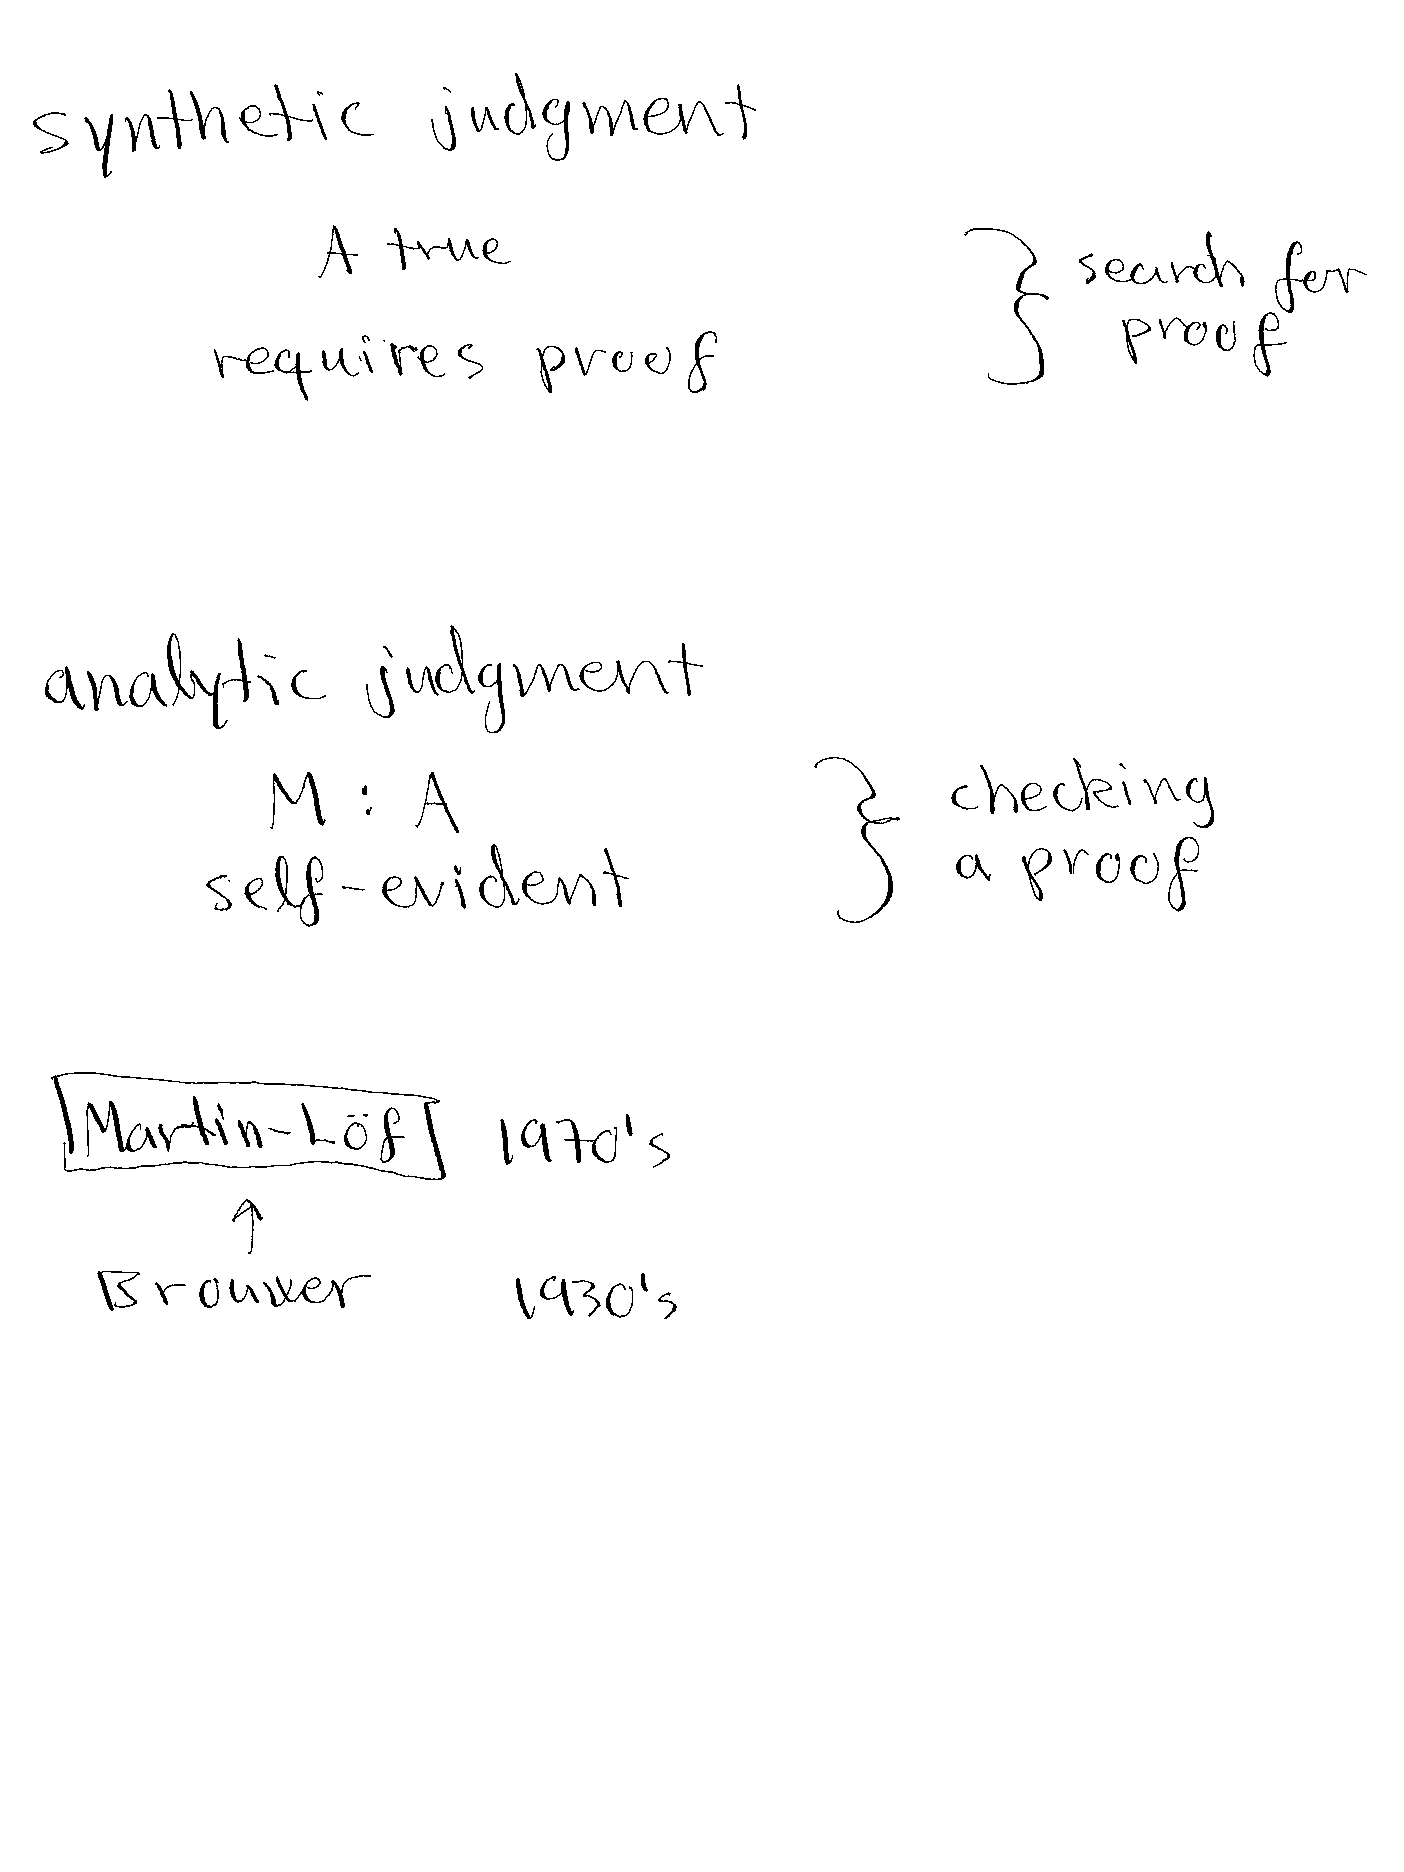 synthetic judgment
A true
requires proof
} search for
proof
analytic judgment
M : A
self-evident
} checking
a proof
Martin-Löf 1970's
↑
Brouwer 1930's